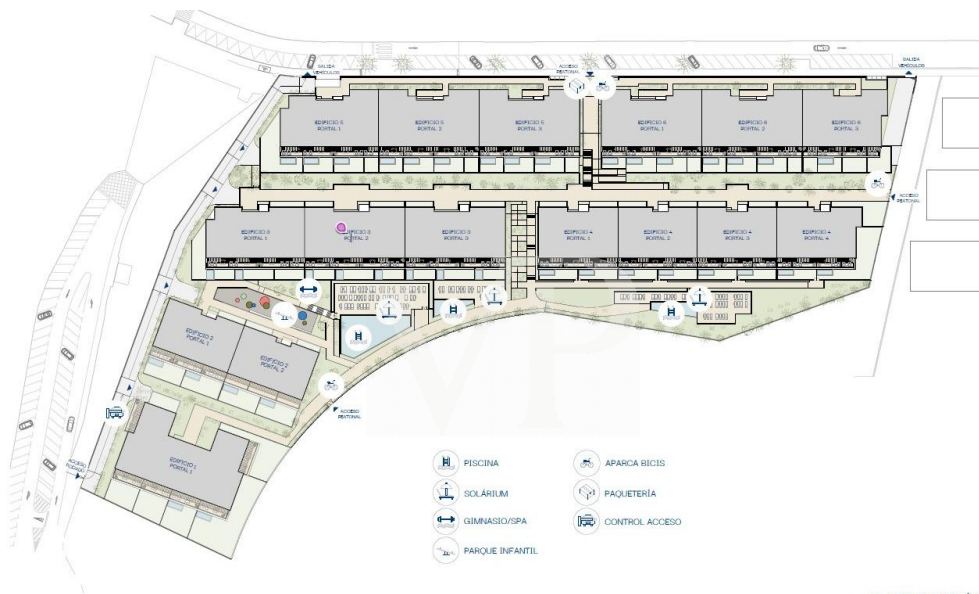 SALIDA
VEHÍCULOS
ACCESO
PEATONAL
SALIDA
VEHÍCULOS
EDIFICIO 5
PORTAL 1
EDIFICIO 5
PORTAL 2
EDIFICIO 5
PORTAL 3
EDIFICIO 6
PORTAL 1
EDIFICIO 6
PORTAL 2
EDIFICIO 6
PORTAL 3
ACCESO
PEATONAL
EDIFICIO 3
PORTAL 1
EDIFICIO 3
PORTAL 2
EDIFICIO 3
PORTAL 3
EDIFICIO 4
PORTAL 1
EDIFICIO 4
PORTAL 2
EDIFICIO 4
PORTAL 3
EDIFICIO 4
PORTAL 4
EDIFICIO 2
PORTAL 1
EDIFICIO 2
PORTAL 2
ACCESO
PEATONAL
EDIFICIO 1
PORTAL 1
ACCESO
RODADO
VP
PISCINA
SOLÁRIUM
GIMNASIO/SPA
PARQUE INFANTIL
APARCA BICIS
PAQUETERÍA
CONTROL ACCESO